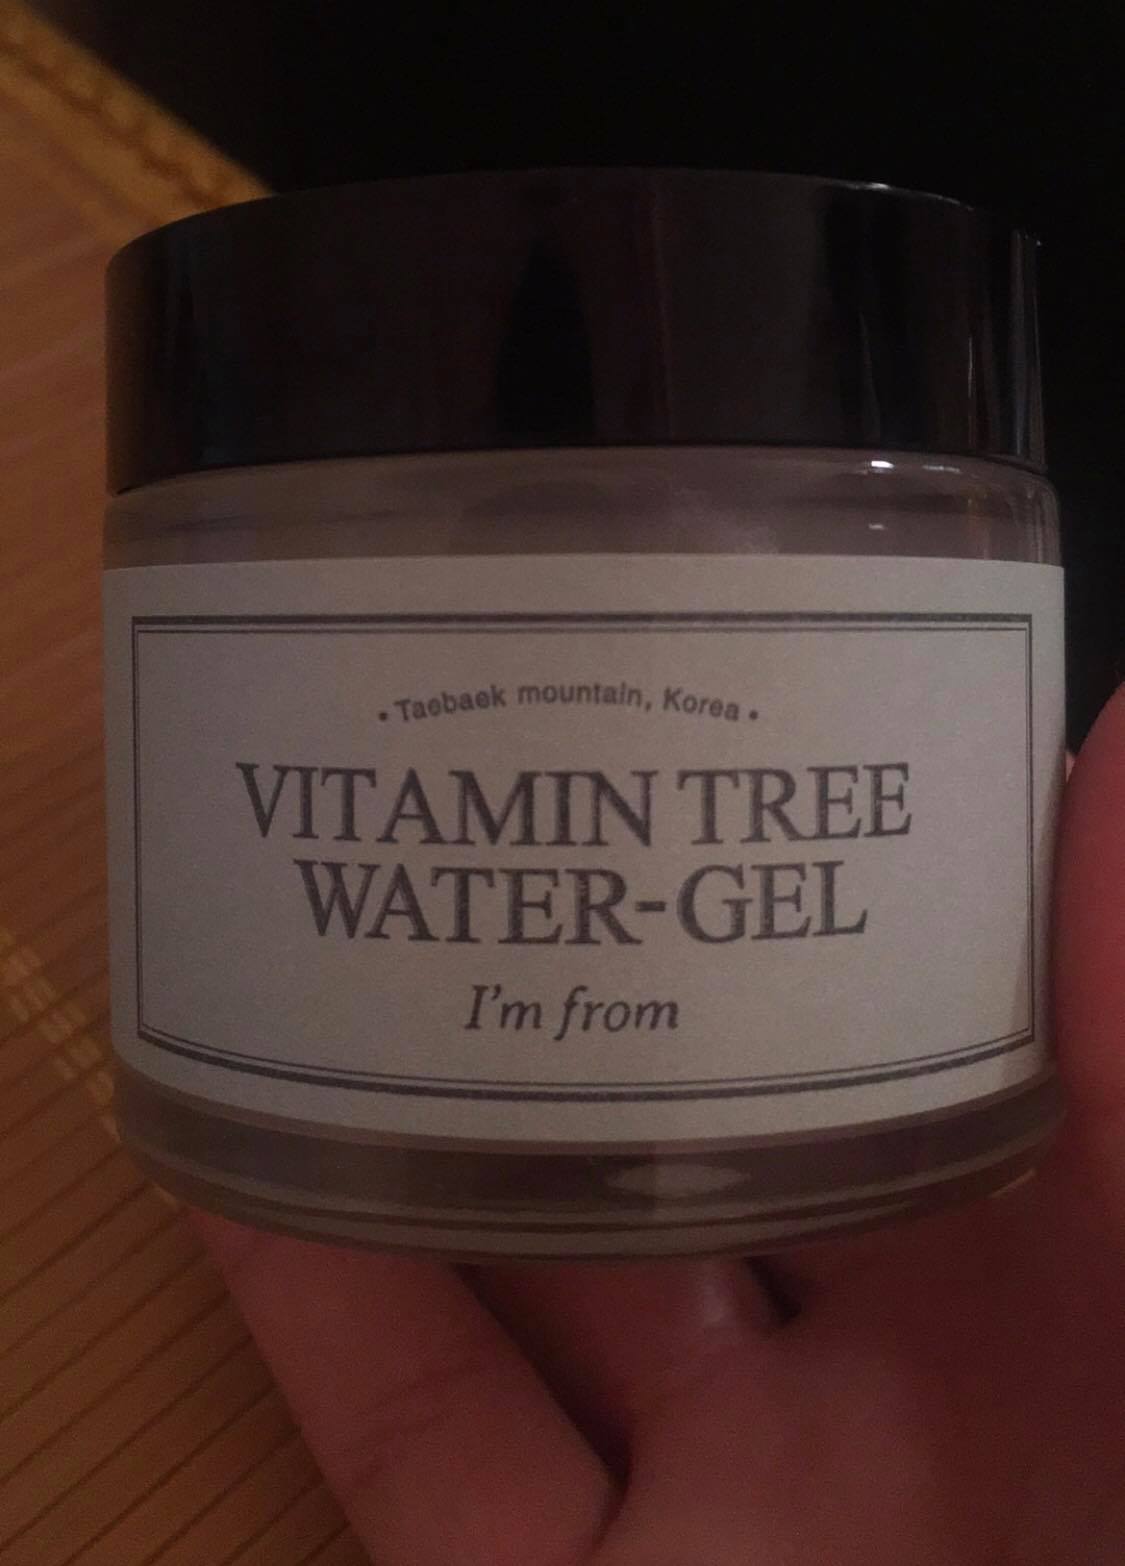 • Taebaek mountain, Korea •
VITAMIN TREE
WATER-GEL
I'm from